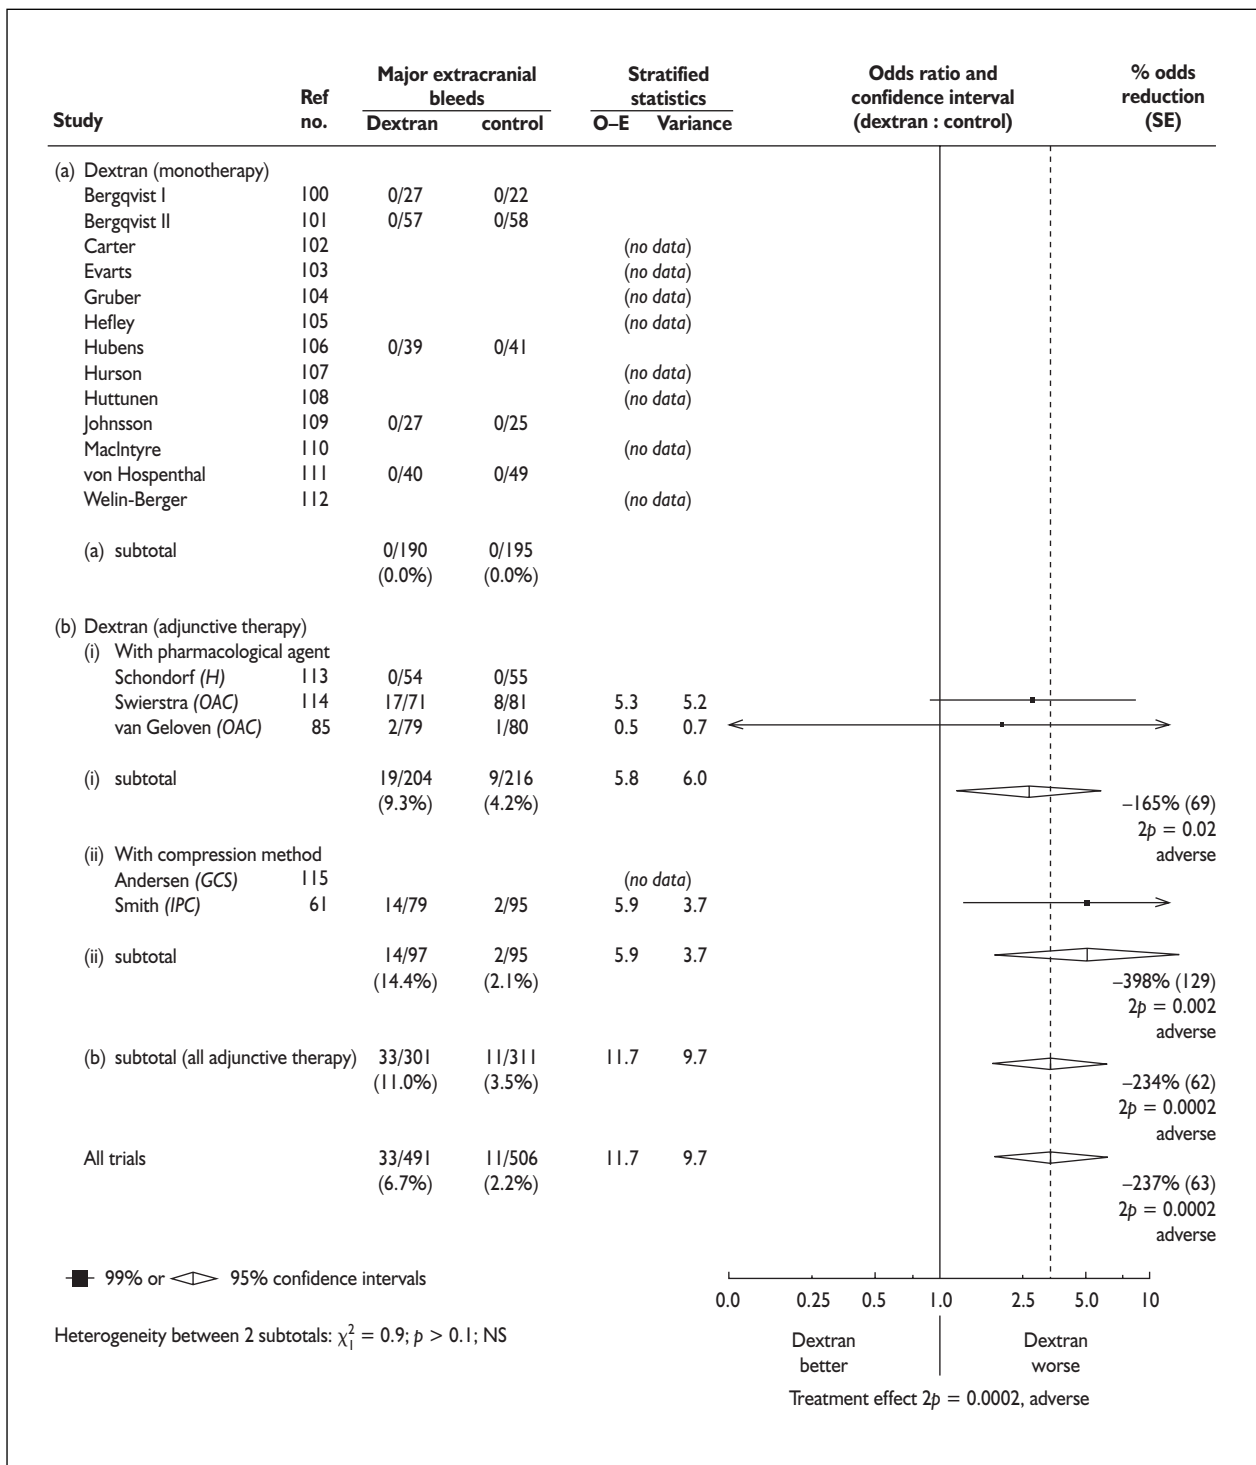 Major extracranial Stratified Odds ratio and % odds
Ref bleeds statistics confidence interval reduction
Study no. Dextran control O–E Variance (dextran : control) (SE)
(a) Dextran (monotherapy)
Bergqvist I 100 0/27 0/22
Bergqvist II 101 0/57 0/58
Carter 102 (no data)
Evarts 103 (no data)
Gruber 104 (no data)
Hefley 105 (no data)
Hubens 106 0/39 0/41
Hurson 107 (no data)
Huttunen 108 (no data)
Johnsson 109 0/27 0/25
MacIntyre 110 (no data)
von Hospenthal 111 0/40 0/49
Welin-Berger 112 (no data)
(a) subtotal 0/190 0/195
(0.0%) (0.0%)
(b) Dextran (adjunctive therapy)
(i) With pharmacological agent
Schondorf (H) 113 0/54 0/55
Swierstra (OAC) 114 17/71 8/81 5.3 5.2
van Geloven (OAC) 85 2/79 1/80 0.5 0.7
(i) subtotal 19/204 9/216 5.8 6.0
(9.3%) (4.2%)
–165% (69)
2p = 0.02
adverse
(ii) With compression method
Andersen (GCS) 115 (no data)
Smith (IPC) 61 14/79 2/95 5.9 3.7
(ii) subtotal 14/97 2/95 5.9 3.7
(14.4%) (2.1%)
–398% (129)
2p = 0.002
adverse
(b) subtotal (all adjunctive therapy) 33/301 11/311 11.7 9.7
(11.0%) (3.5%)
–234% (62)
2p = 0.0002
adverse
All trials 33/491 11/506 11.7 9.7
(6.7%) (2.2%)
–237% (63)
2p = 0.0002
adverse
99% or 95% confidence intervals
0.0 0.25 0.5 1.0 2.5 5.0 10
Heterogeneity between 2 subtotals: χ₁² = 0.9; p > 0.1; NS
Dextran Dextran
better worse
Treatment effect 2p = 0.0002, adverse